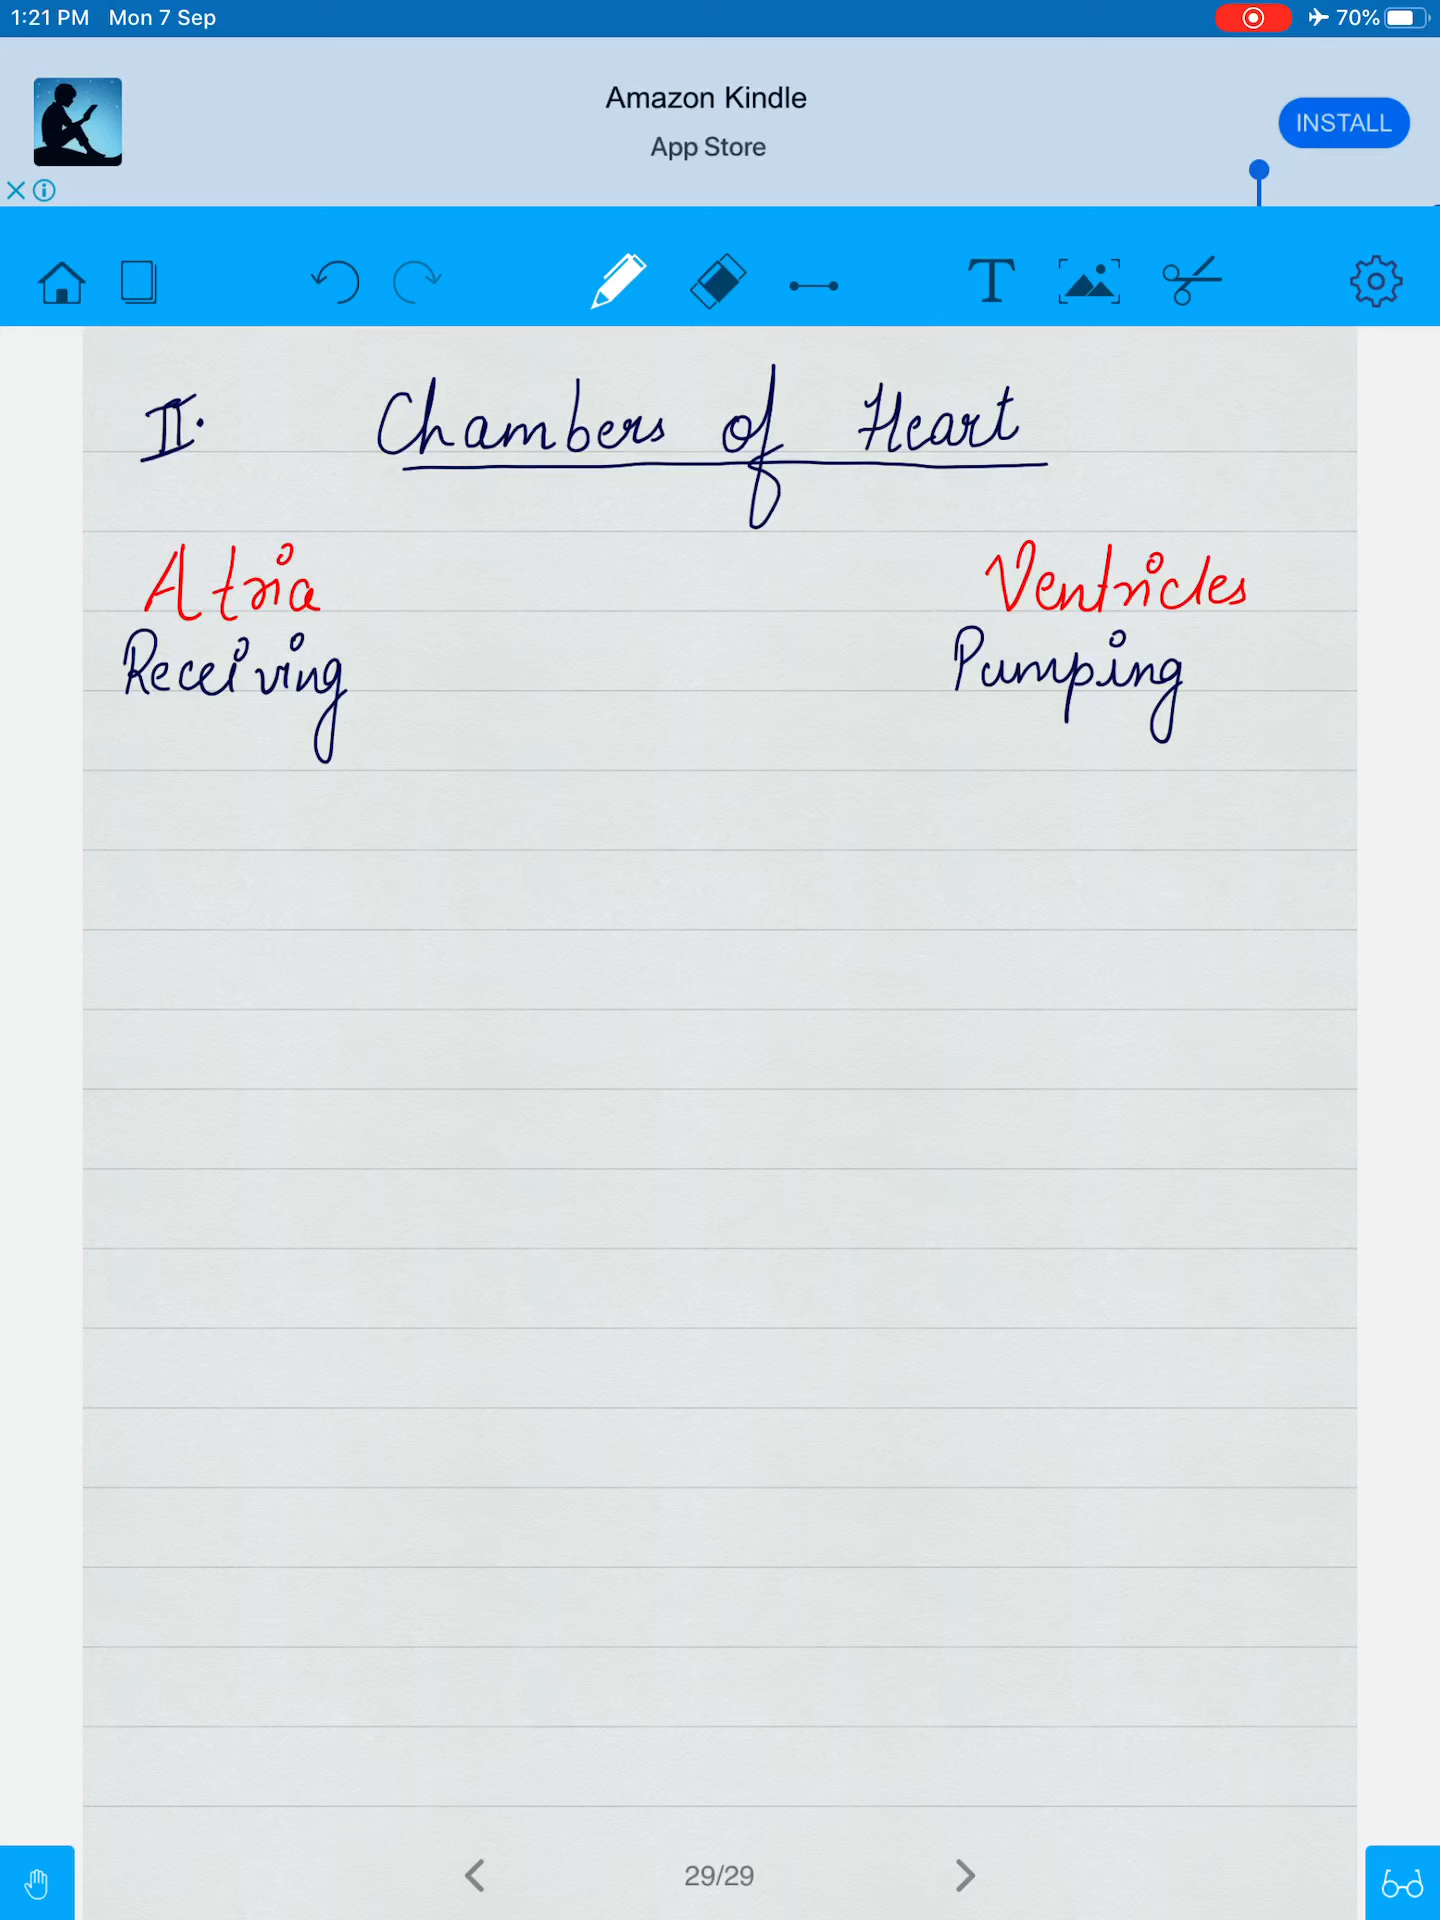 1:21 PM Mon 7 Sep 70%
Amazon Kindle
App Store
INSTALL
T
II. Chambers of Heart
Atria Ventricles
Receiving Pumping
29/29